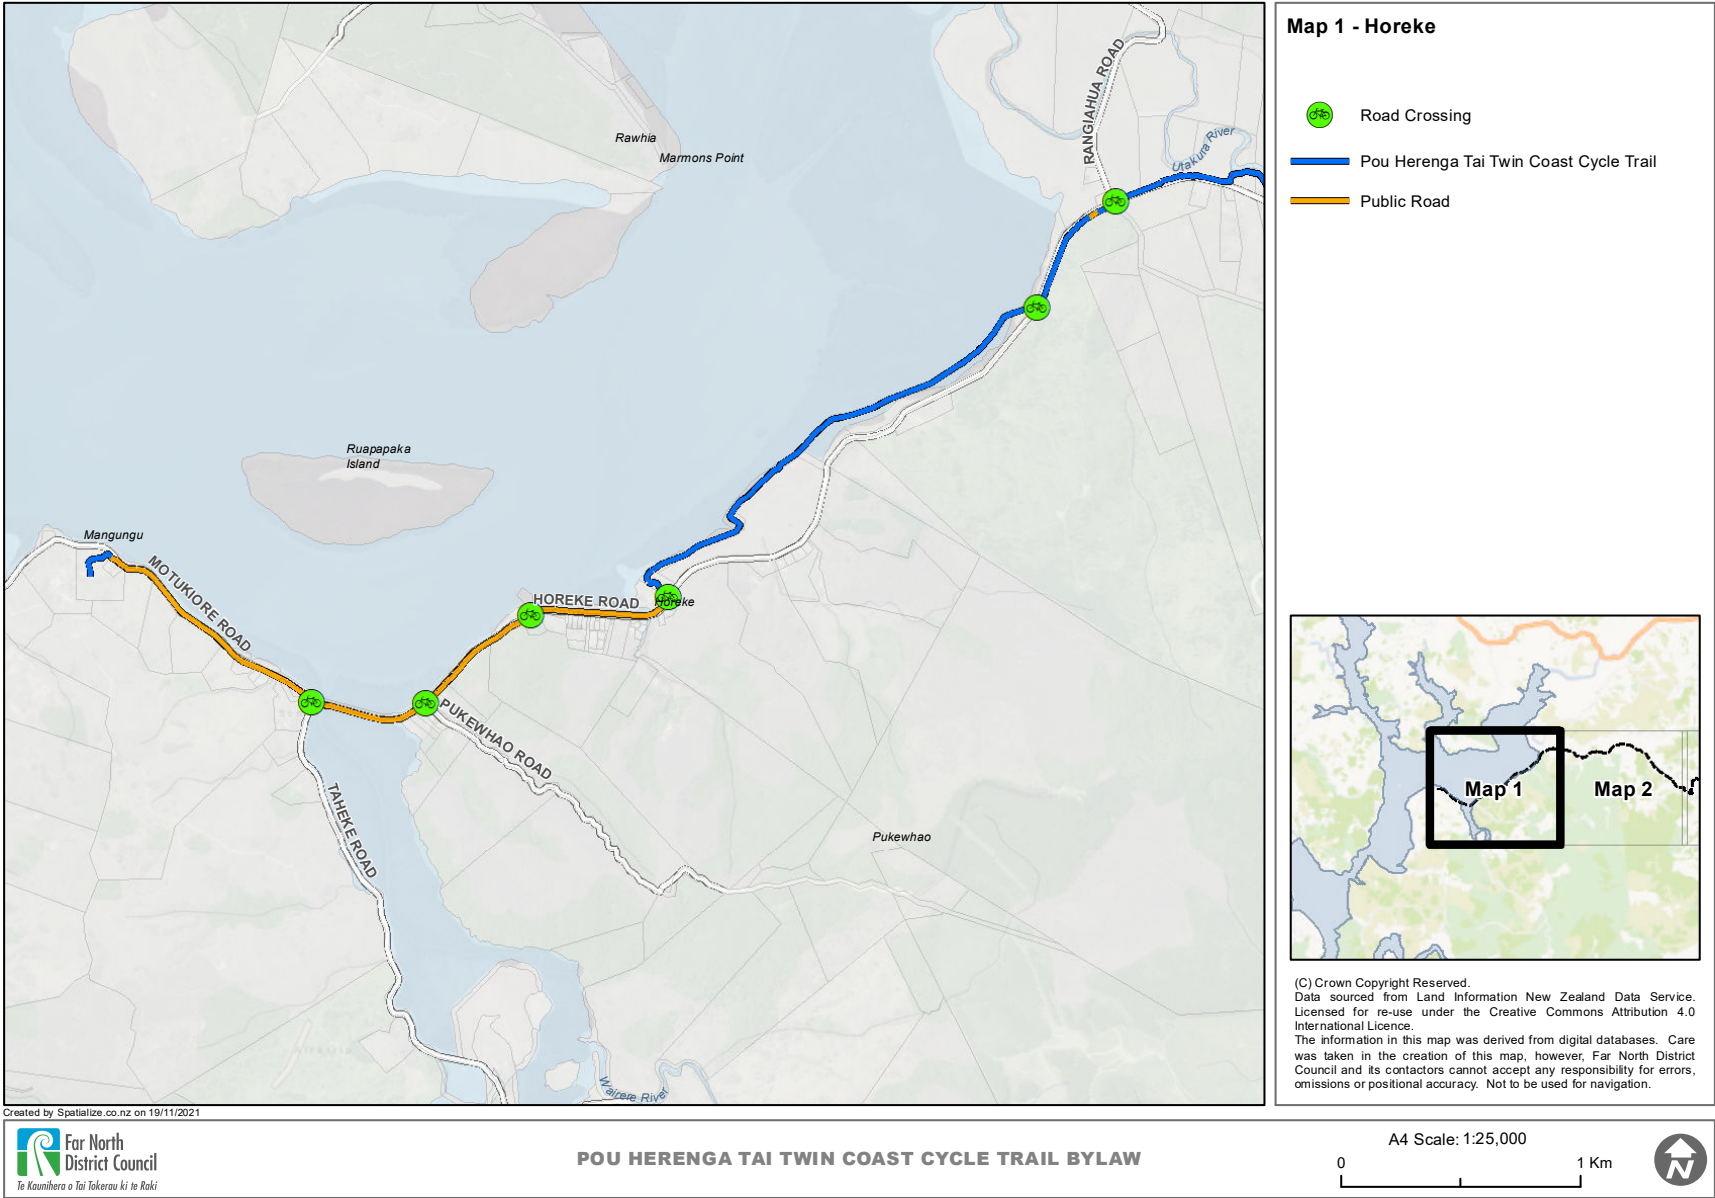 Map 1 - Horeke
Road Crossing
Pou Herenga Tai Twin Coast Cycle Trail
Public Road
RANGIAHUA ROAD
Utakura River
Rawhia
Marmons Point
Ruapapaka
Island
Mangungu
MOTUKIORE ROAD
HOREKE ROAD
Horeke
PUKEWHAO ROAD
TAHEKE ROAD
Pukewhao
Wairere River
Map 1
Map 2
(C) Crown Copyright Reserved.
Data sourced from Land Information New Zealand Data Service.
Licensed for re-use under the Creative Commons Attribution 4.0
International Licence.
The information in this map was derived from digital databases. Care
was taken in the creation of this map, however, Far North District
Council and its contactors cannot accept any responsibility for errors,
omissions or positional accuracy. Not to be used for navigation.
Created by Spatialize.co.nz on 19/11/2021
Far North
District Council
Te Kaunihera o Tai Tokerau ki te Raki
POU HERENGA TAI TWIN COAST CYCLE TRAIL BYLAW
A4 Scale: 1:25,000
0 1 Km
N